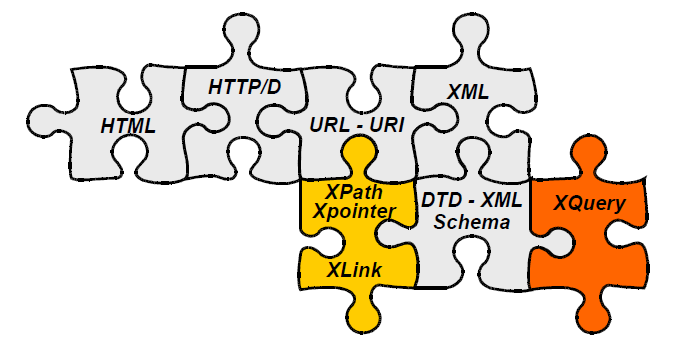 HTML
HTTP/D
URL - URI
XML
XPath
Xpointer
XLink
DTD - XML
Schema
XQuery